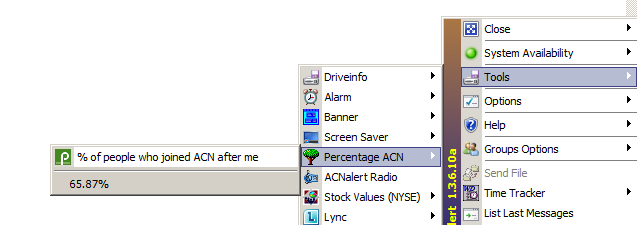 Close
System Availability
Tools
Options
Help
Groups Options
Send File
Time Tracker
List Last Messages
lert 1.3.6.10a
Driveinfo
Alarm
Banner
Screen Saver
Percentage ACN
ACNalert Radio
Stock Values (NYSE)
Lync
% of people who joined ACN after me
65.87%